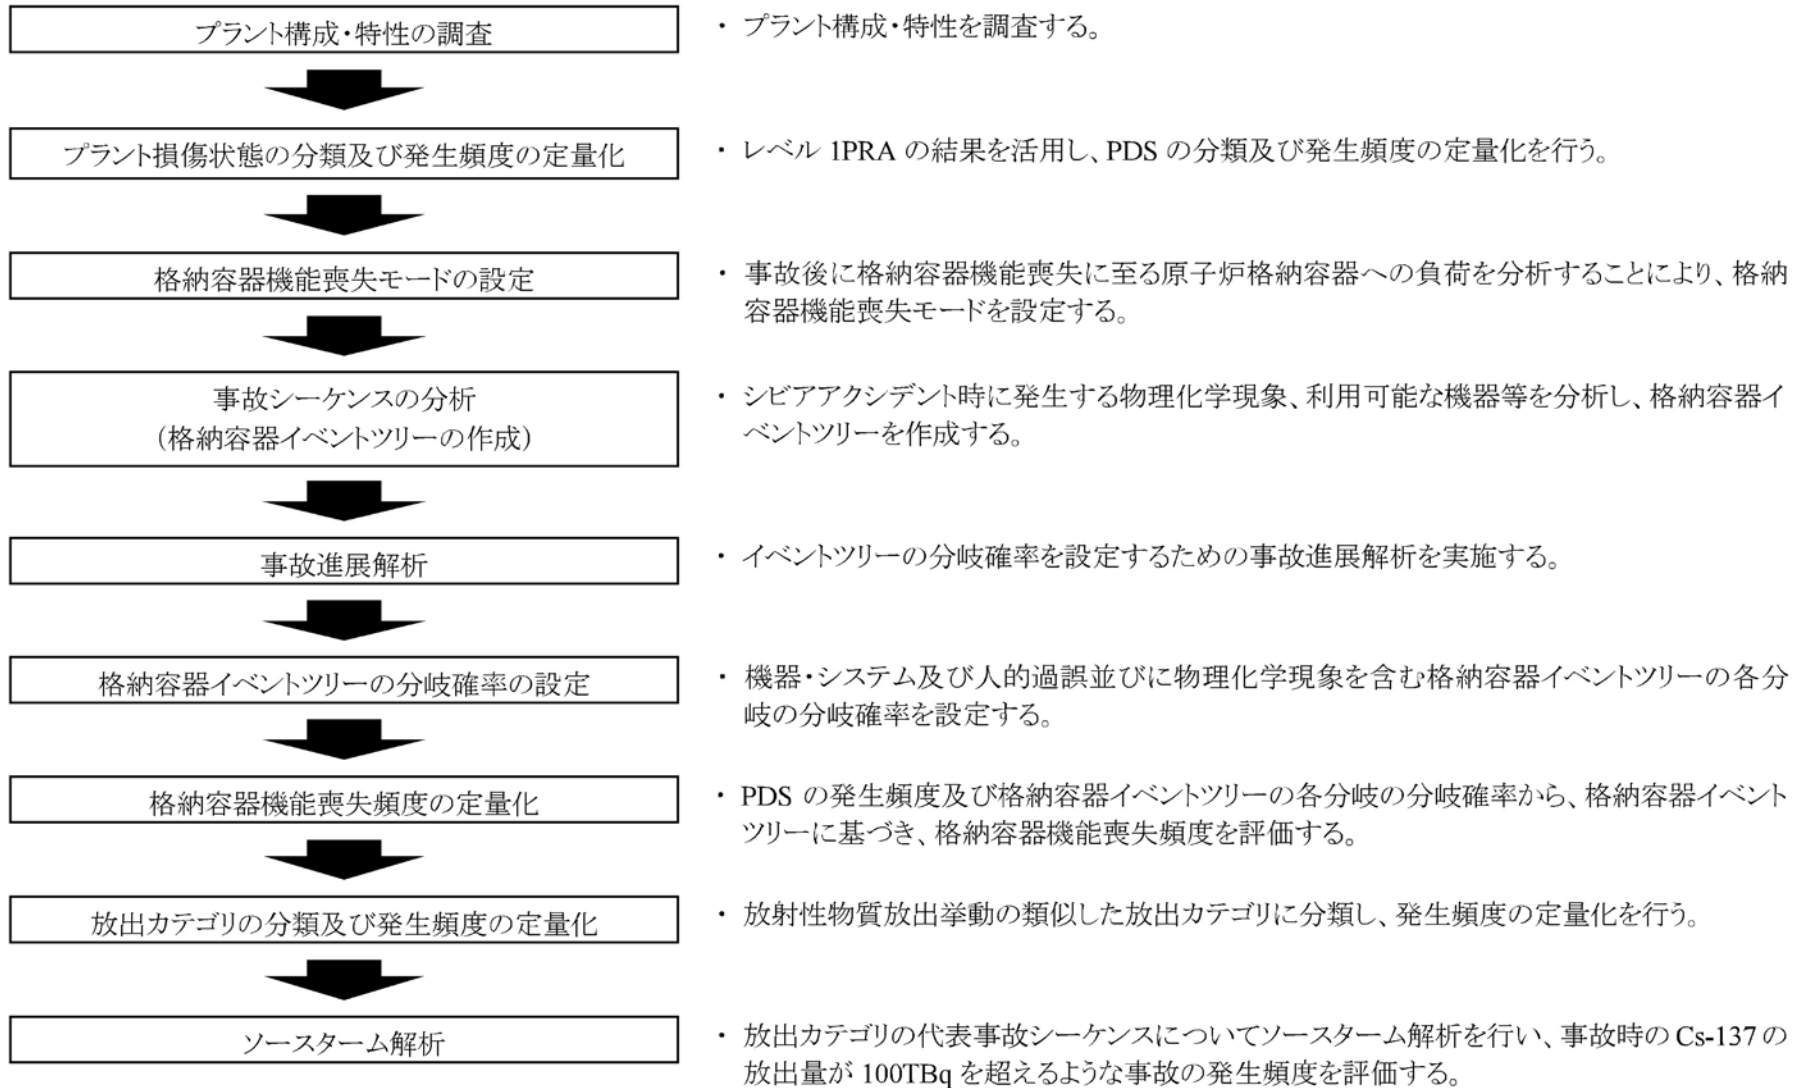 プラント構成・特性の調査
・ プラント構成・特性を調査する。
プラント損傷状態の分類及び発生頻度の定量化
・ レベル 1PRA の結果を活用し、PDS の分類及び発生頻度の定量化を行う。
格納容器機能喪失モードの設定
・ 事故後に格納容器機能喪失に至る原子炉格納容器への負荷を分析することにより、格納
容器機能喪失モードを設定する。
事故シーケンスの分析
（格納容器イベントツリーの作成）
・ シビアアクシデント時に発生する物理化学現象、利用可能な機器等を分析し、格納容器イ
ベントツリーを作成する。
事故進展解析
・ イベントツリーの分岐確率を設定するための事故進展解析を実施する。
格納容器イベントツリーの分岐確率の設定
・ 機器・システム及び人的過誤並びに物理化学現象を含む格納容器イベントツリーの各分
岐の分岐確率を設定する。
格納容器機能喪失頻度の定量化
・ PDS の発生頻度及び格納容器イベントツリーの各分岐の分岐確率から、格納容器イベント
ツリーに基づき、格納容器機能喪失頻度を評価する。
放出カテゴリの分類及び発生頻度の定量化
・ 放射性物質放出挙動の類似した放出カテゴリに分類し、発生頻度の定量化を行う。
ソースターム解析
・ 放出カテゴリの代表事故シーケンスについてソースターム解析を行い、事故時の Cs-137 の
放出量が 100TBq を超えるような事故の発生頻度を評価する。